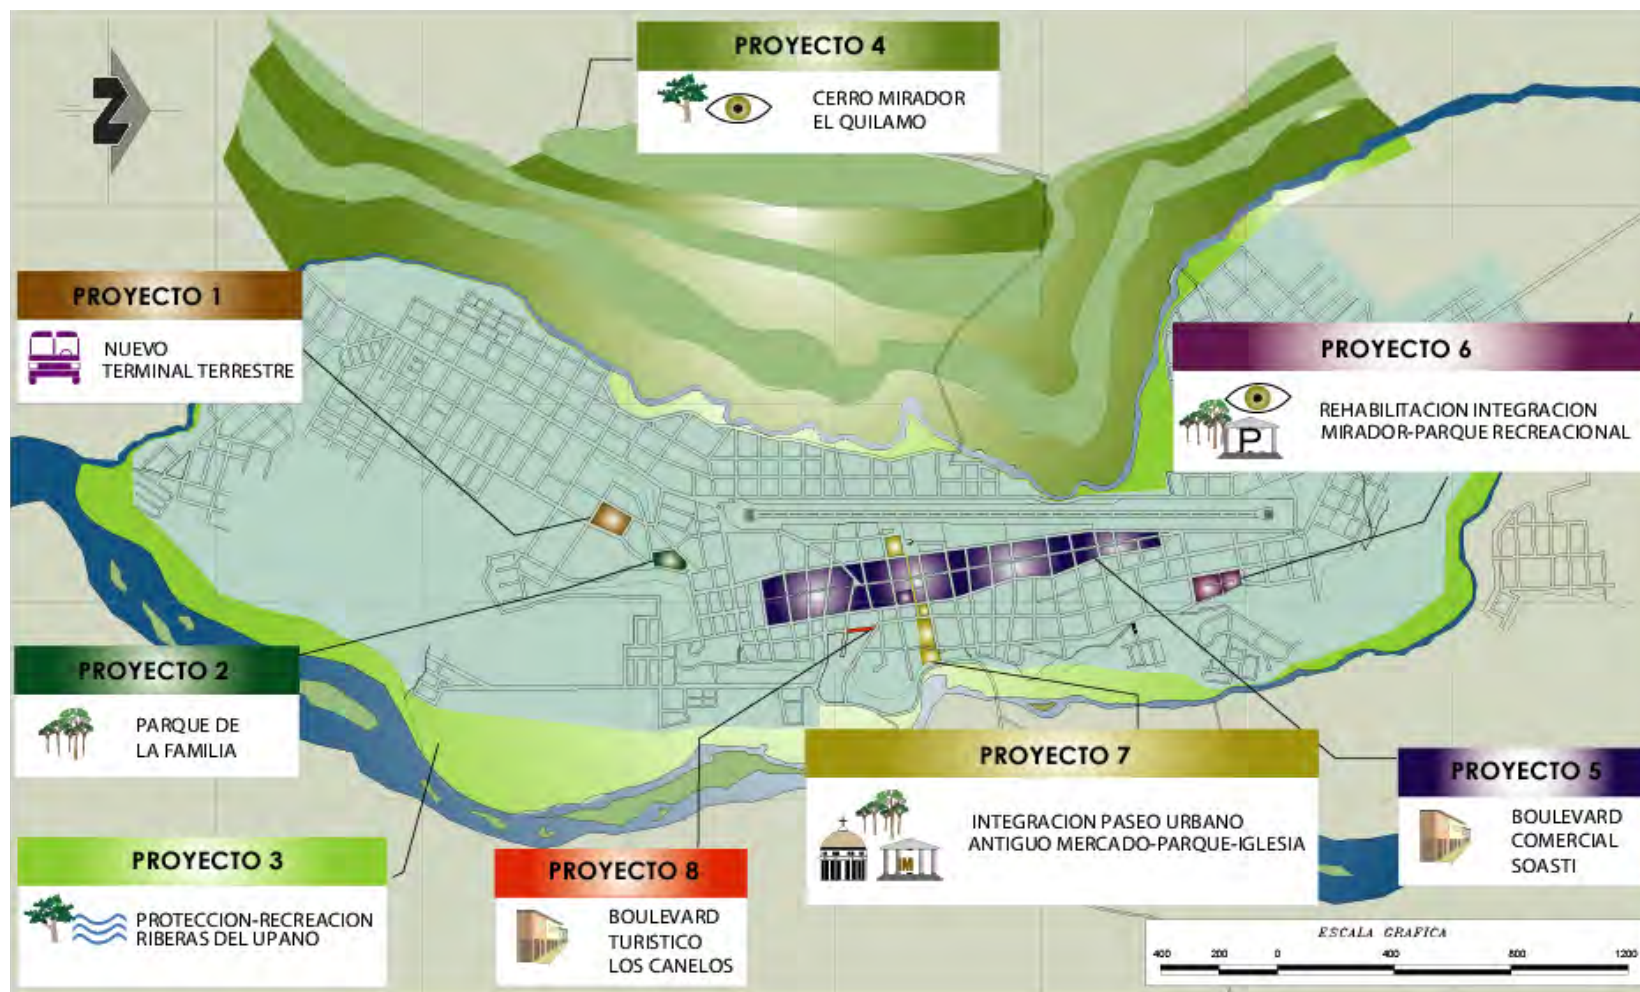 PROYECTO 4
CERRO MIRADOR
EL QUILAMO
PROYECTO 1
NUEVO
TERMINAL TERRESTRE
PROYECTO 6
REHABILITACION INTEGRACION
MIRADOR-PARQUE RECREACIONAL
P
PROYECTO 2
PARQUE DE
LA FAMILIA
PROYECTO 7
INTEGRACION PASEO URBANO
ANTIGUO MERCADO-PARQUE-IGLESIA
M
PROYECTO 5
BOULEVARD
COMERCIAL
SOASTI
PROYECTO 3
PROTECCION-RECREACION
RIBERAS DEL UPANO
PROYECTO 8
BOULEVARD
TURISTICO
LOS CANELOS
ESCALA GRAFICA
400 200 0 400 800 1200